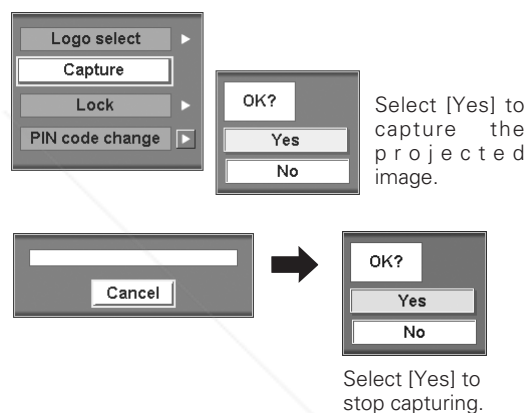 Logo select
Capture
Lock
PIN code change
OK?
Yes
No
Select [Yes] to
capture the
projected
image.
Cancel
OK?
Yes
No
Select [Yes] to
stop capturing.